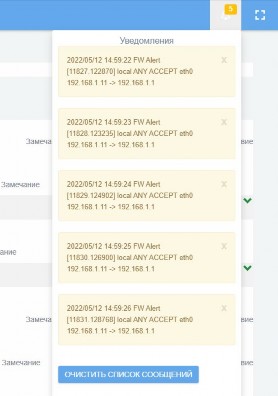 5
Уведомления
2022/05/12 14:59:22 FW Alert x
[11827.122870] local ANY ACCEPT eth0
192.168.1.11 -> 192.168.1.1
2022/05/12 14:59:23 FW Alert x
[11828.123235] local ANY ACCEPT eth0
192.168.1.11 -> 192.168.1.1
Замеча
вие
2022/05/12 14:59:24 FW Alert x
[11829.124902] local ANY ACCEPT eth0
192.168.1.11 -> 192.168.1.1
Замечание
2022/05/12 14:59:25 FW Alert x
[11830.126900] local ANY ACCEPT eth0
192.168.1.11 -> 192.168.1.1
ание
2022/05/12 14:59:26 FW Alert x
[11831.128768] local ANY ACCEPT eth0
192.168.1.11 -> 192.168.1.1
Замеча
твие
Замечание
ОЧИСТИТЬ СПИСОК СООБЩЕНИЙ